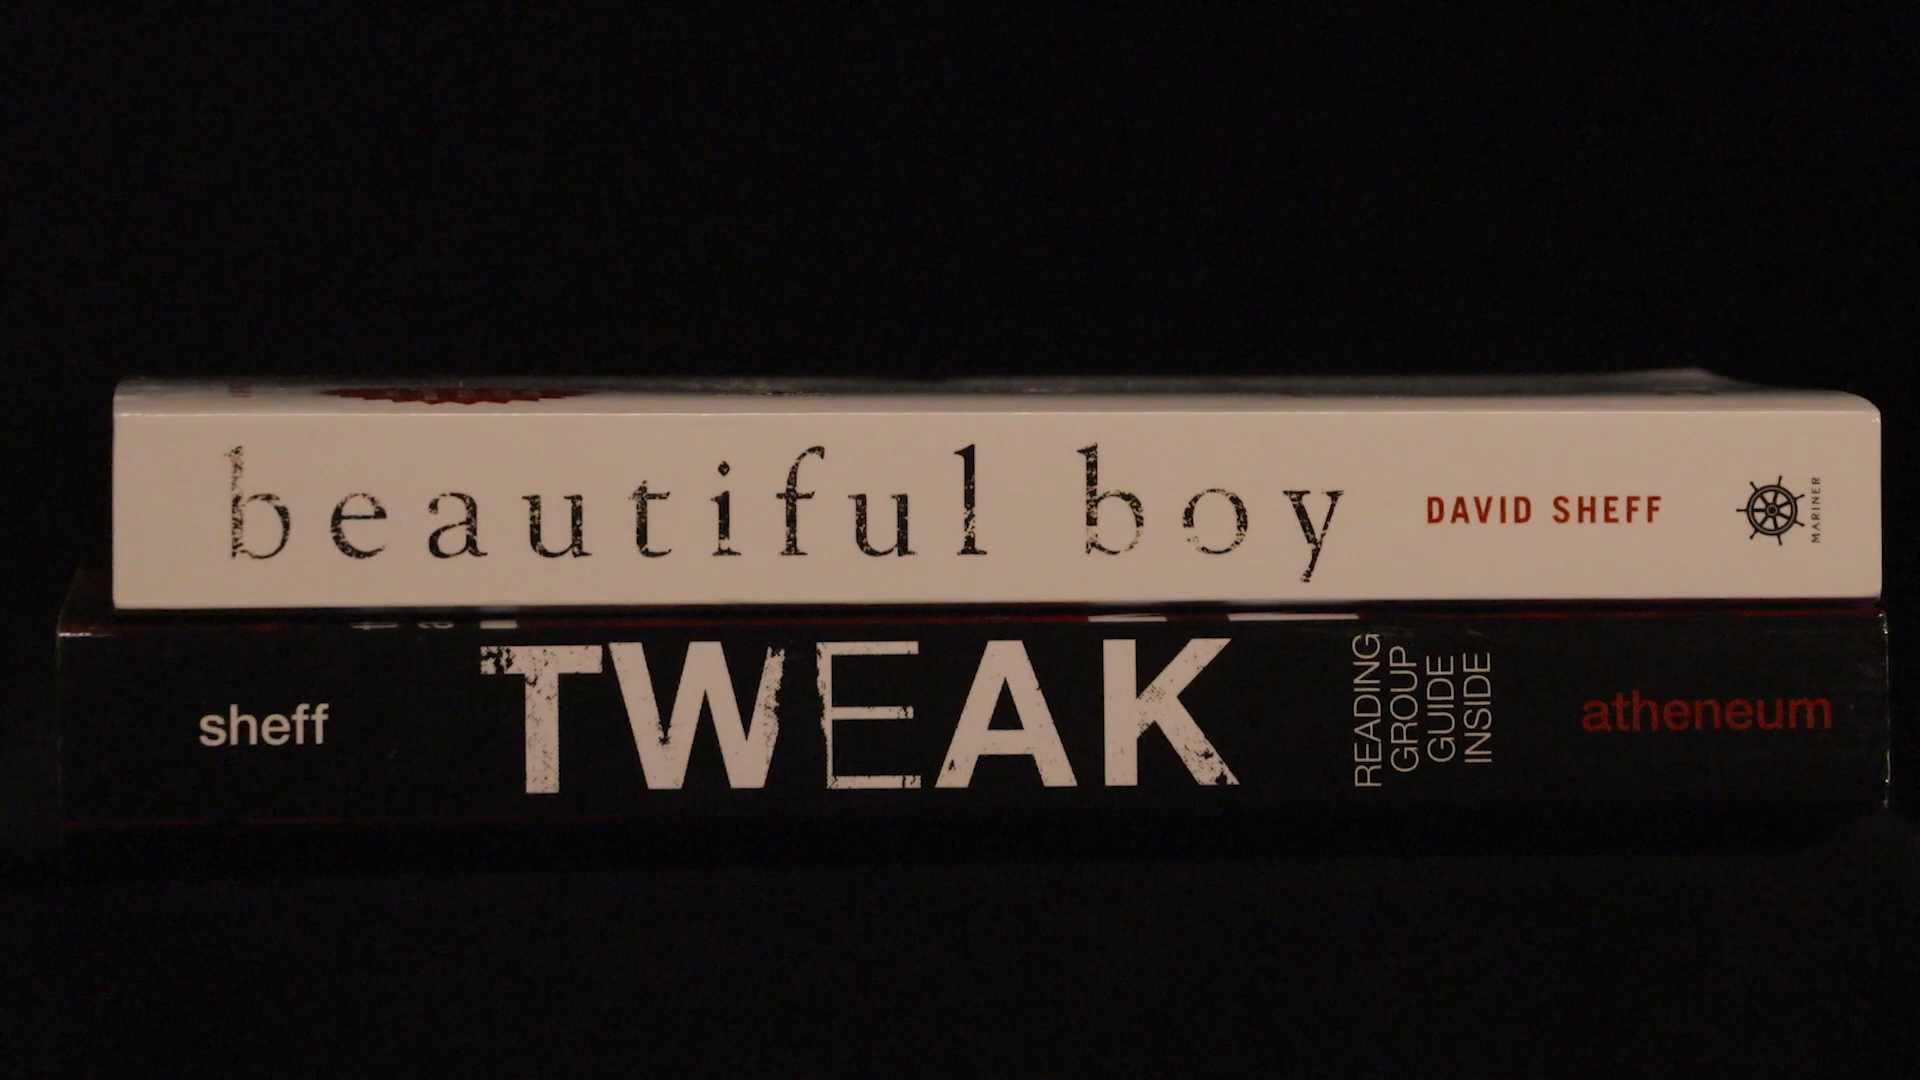 beautiful boy DAVID SHEFF MARINER
sheff TWEAK READING GROUP GUIDE INSIDE atheneum